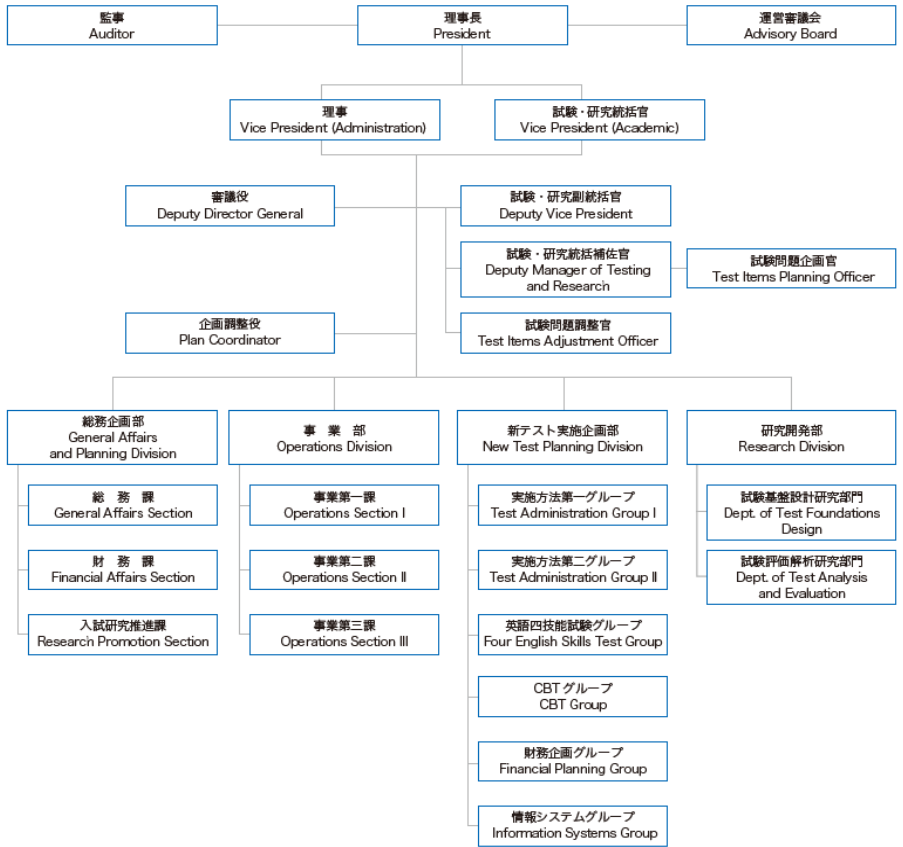 監事
Auditor
理事長
President
運営審議会
Advisory Board
理事
Vice President (Administration)
試験・研究統括官
Vice President (Academic)
審議役
Deputy Director General
試験・研究副統括官
Deputy Vice President
試験・研究統括補佐官
Deputy Manager of Testing
and Research
試験問題企画官
Test Items Planning Officer
企画調整役
Plan Coordinator
試験問題調整官
Test Items Adjustment Officer
総務企画部
General Affairs
and Planning Division
事 業 部
Operations Division
新テスト実施企画部
New Test Planning Division
研究開発部
Research Division
総 務 課
General Affairs Section
財 務 課
Financial Affairs Section
入試研究推進課
Research Promotion Section
事業第一課
Operations Section I
事業第二課
Operations Section II
事業第三課
Operations Section III
実施方法第一グループ
Test Administration Group I
実施方法第二グループ
Test Administration Group II
英語四技能試験グループ
Four English Skills Test Group
CBT グループ
CBT Group
財務企画グループ
Financial Planning Group
情報システムグループ
Information Systems Group
試験基盤設計研究部門
Dept. of Test Foundations
Design
試験評価解析研究部門
Dept. of Test Analysis
and Evaluation